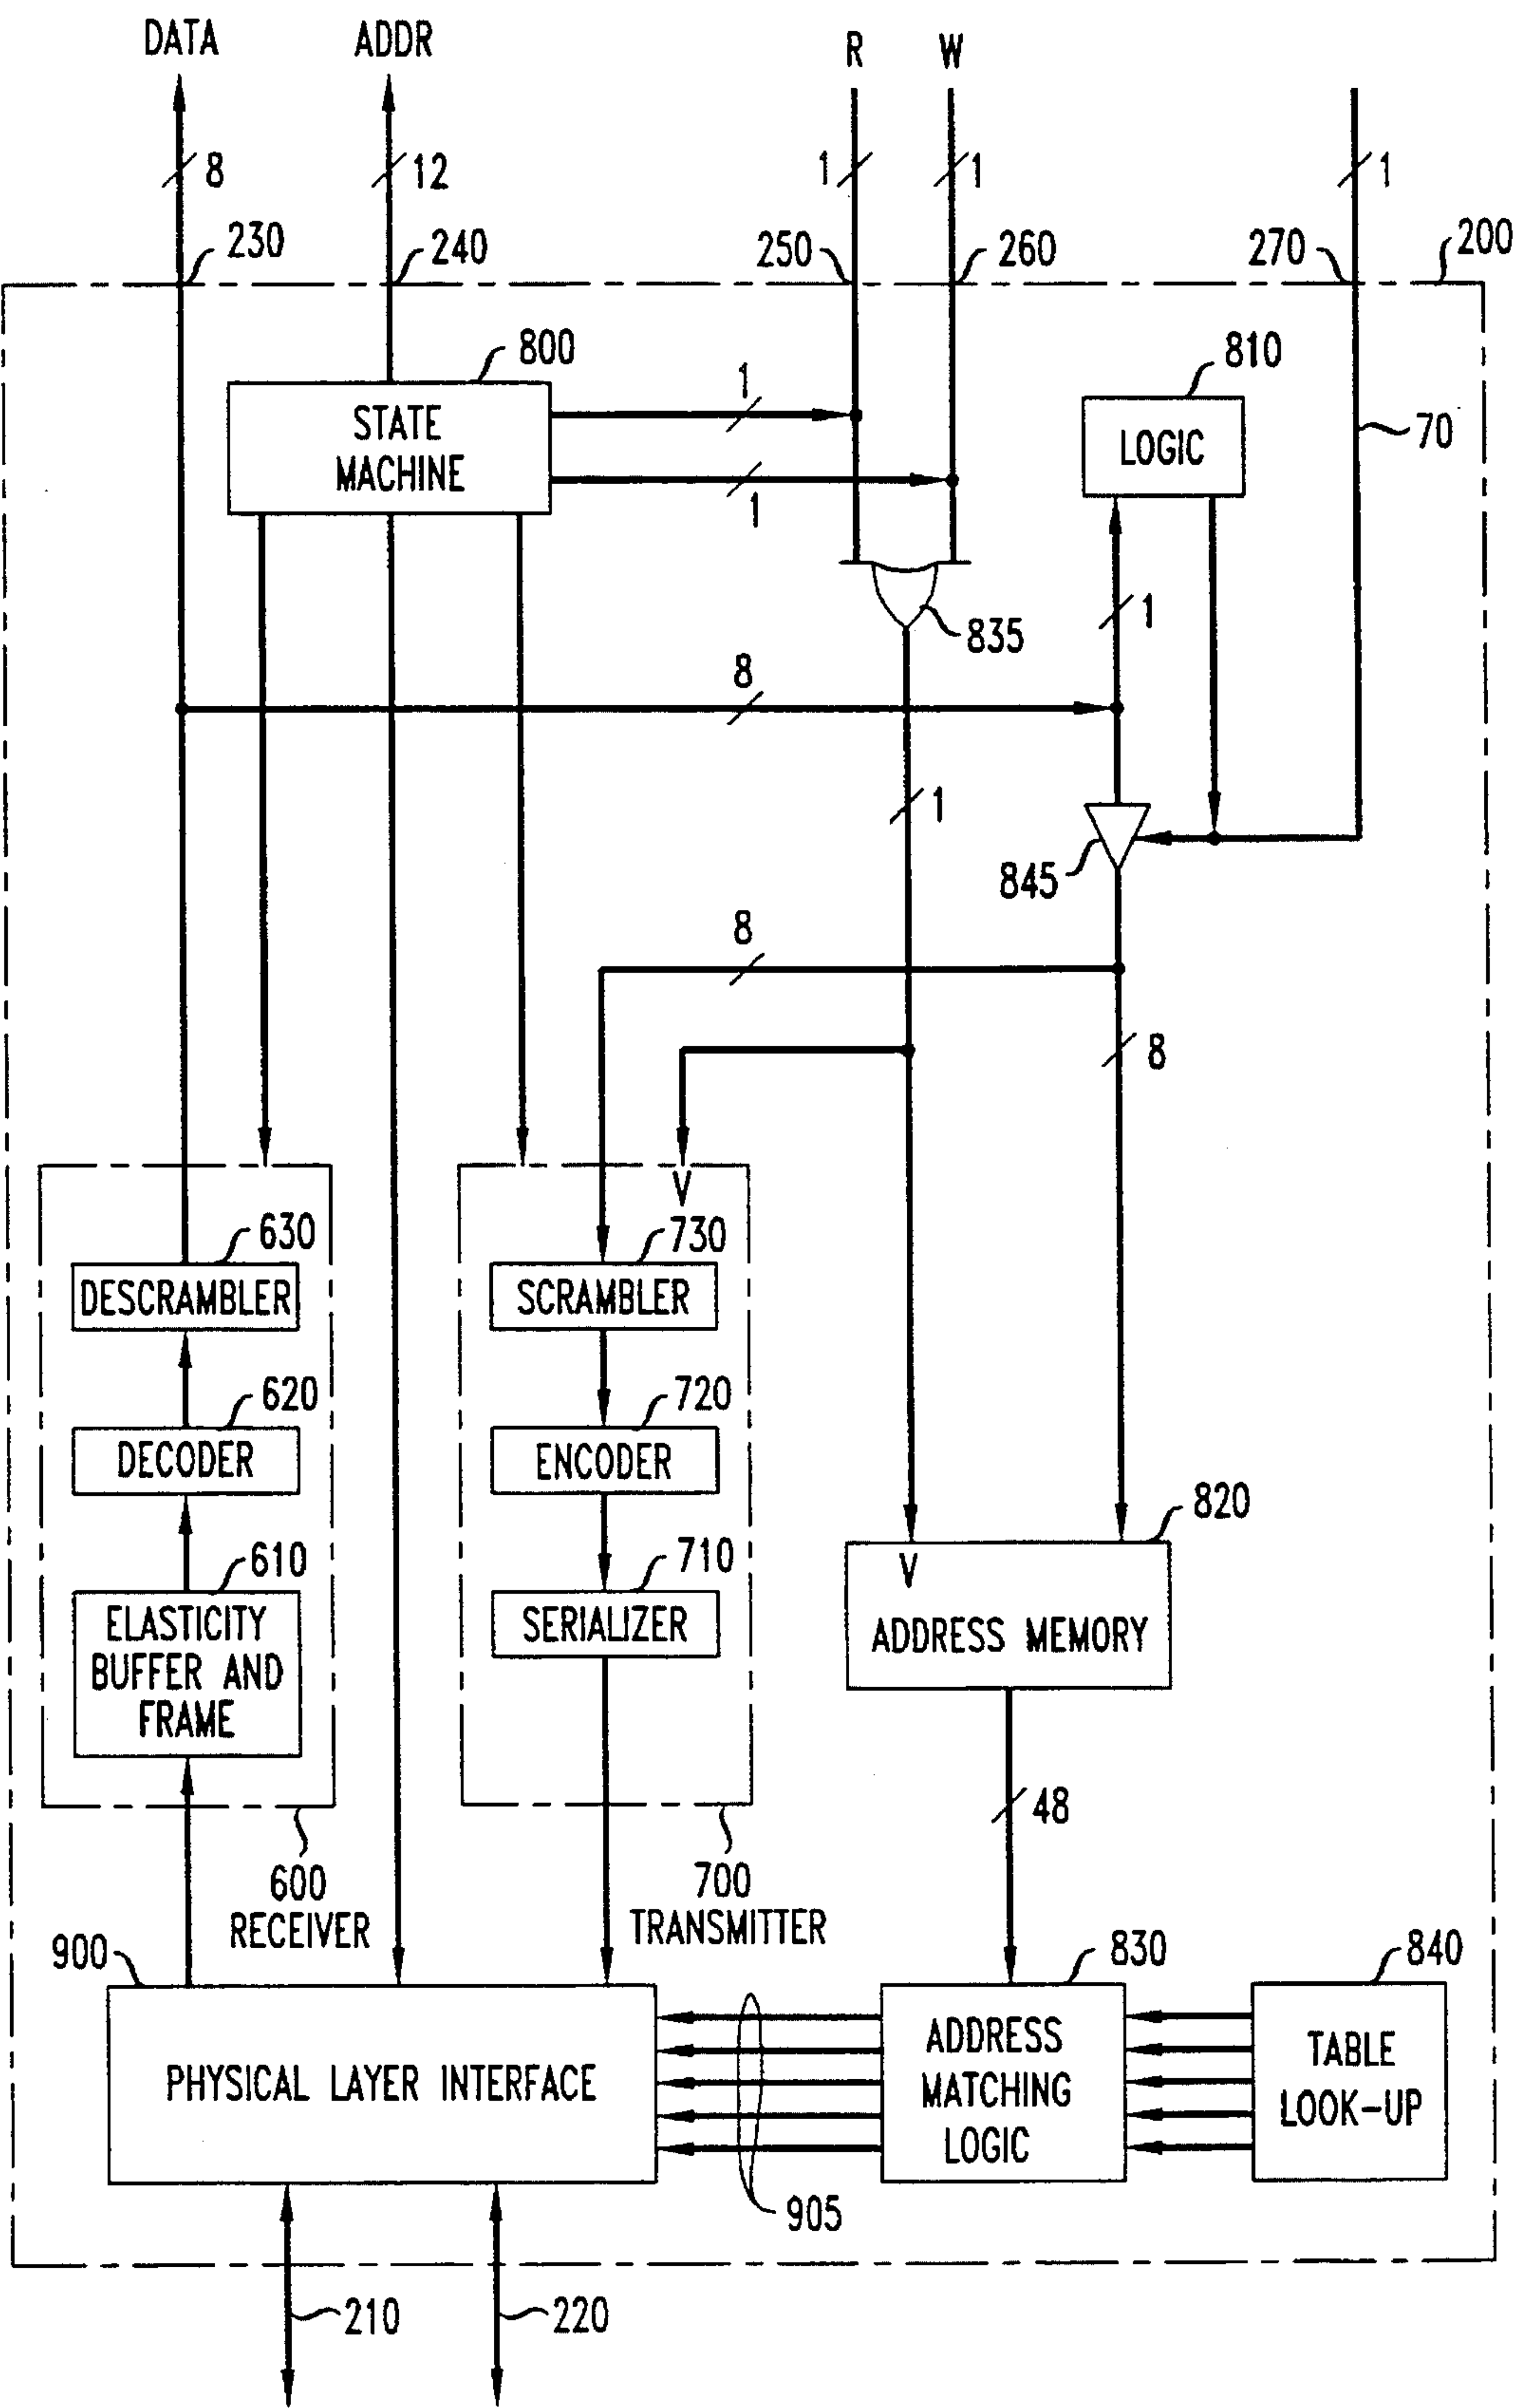 DATA ADDR R W
8 12 1 1 1
230 240 250 260 270 200
800 810
STATE
MACHINE
1
1
LOGIC
70
835
1
8
1
845
8
8
V
630 730
DESCRAMBLER SCRAMBLER
620 720
DECODER ENCODER
820
610 710
ELASTICITY
BUFFER AND
FRAME
SERIALIZER
V
ADDRESS MEMORY
48
600
RECEIVER
700
TRANSMITTER
900 830 840
PHYSICAL LAYER INTERFACE
ADDRESS
MATCHING
LOGIC
TABLE
LOOK-UP
905
210 220